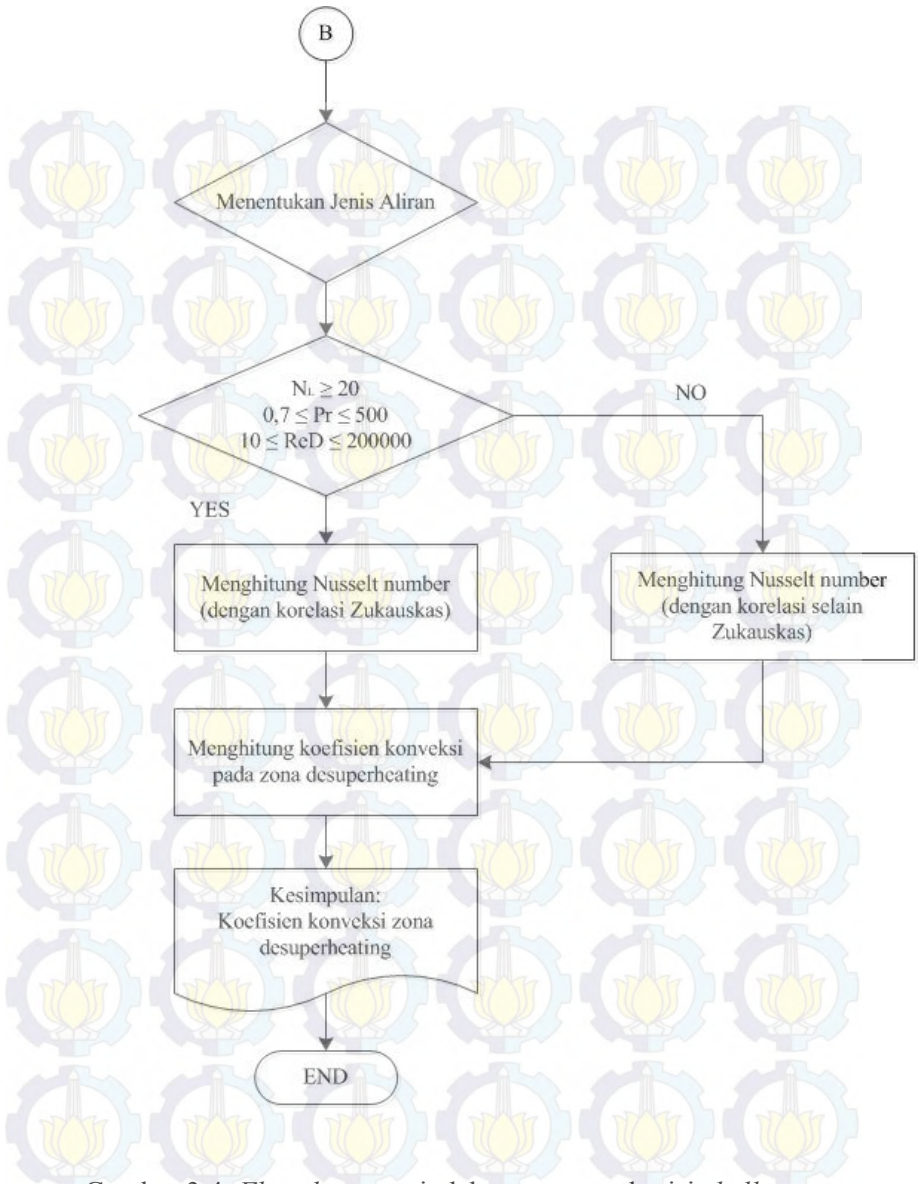 B
Menentukan Jenis Aliran
NL ≥ 20
0,7 ≤ Pr ≤ 500
10 ≤ ReD ≤ 200000
NO
YES
Menghitung Nusselt number
(dengan korelasi Zukauskas)
Menghitung Nusselt number
(dengan korelasi selain
Zukauskas)
Menghitung koefisien konveksi
pada zona desuperheating
Kesimpulan:
Koefisien konveksi zona
desuperheating
END